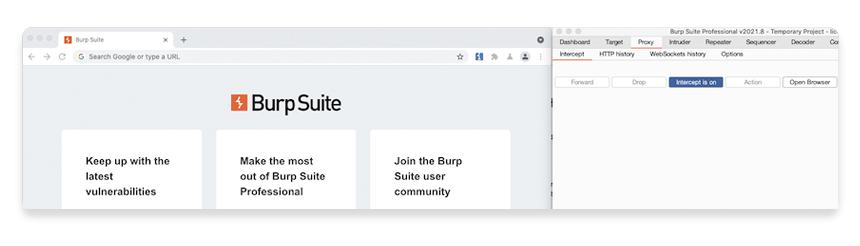 Burp Suite
Search Google or type a URL
Burp Suite
Keep up with the
latest
vulnerabilities
Make the most
out of Burp Suite
Professional
Join the Burp
Suite user
community
Burp Suite Professional v2021.8 - Temporary Project - lic
Dashboard Target Proxy Intruder Repeater Sequencer Decoder Co
Intercept HTTP history WebSockets history Options
Forward Drop Intercept is on Action Open Browser